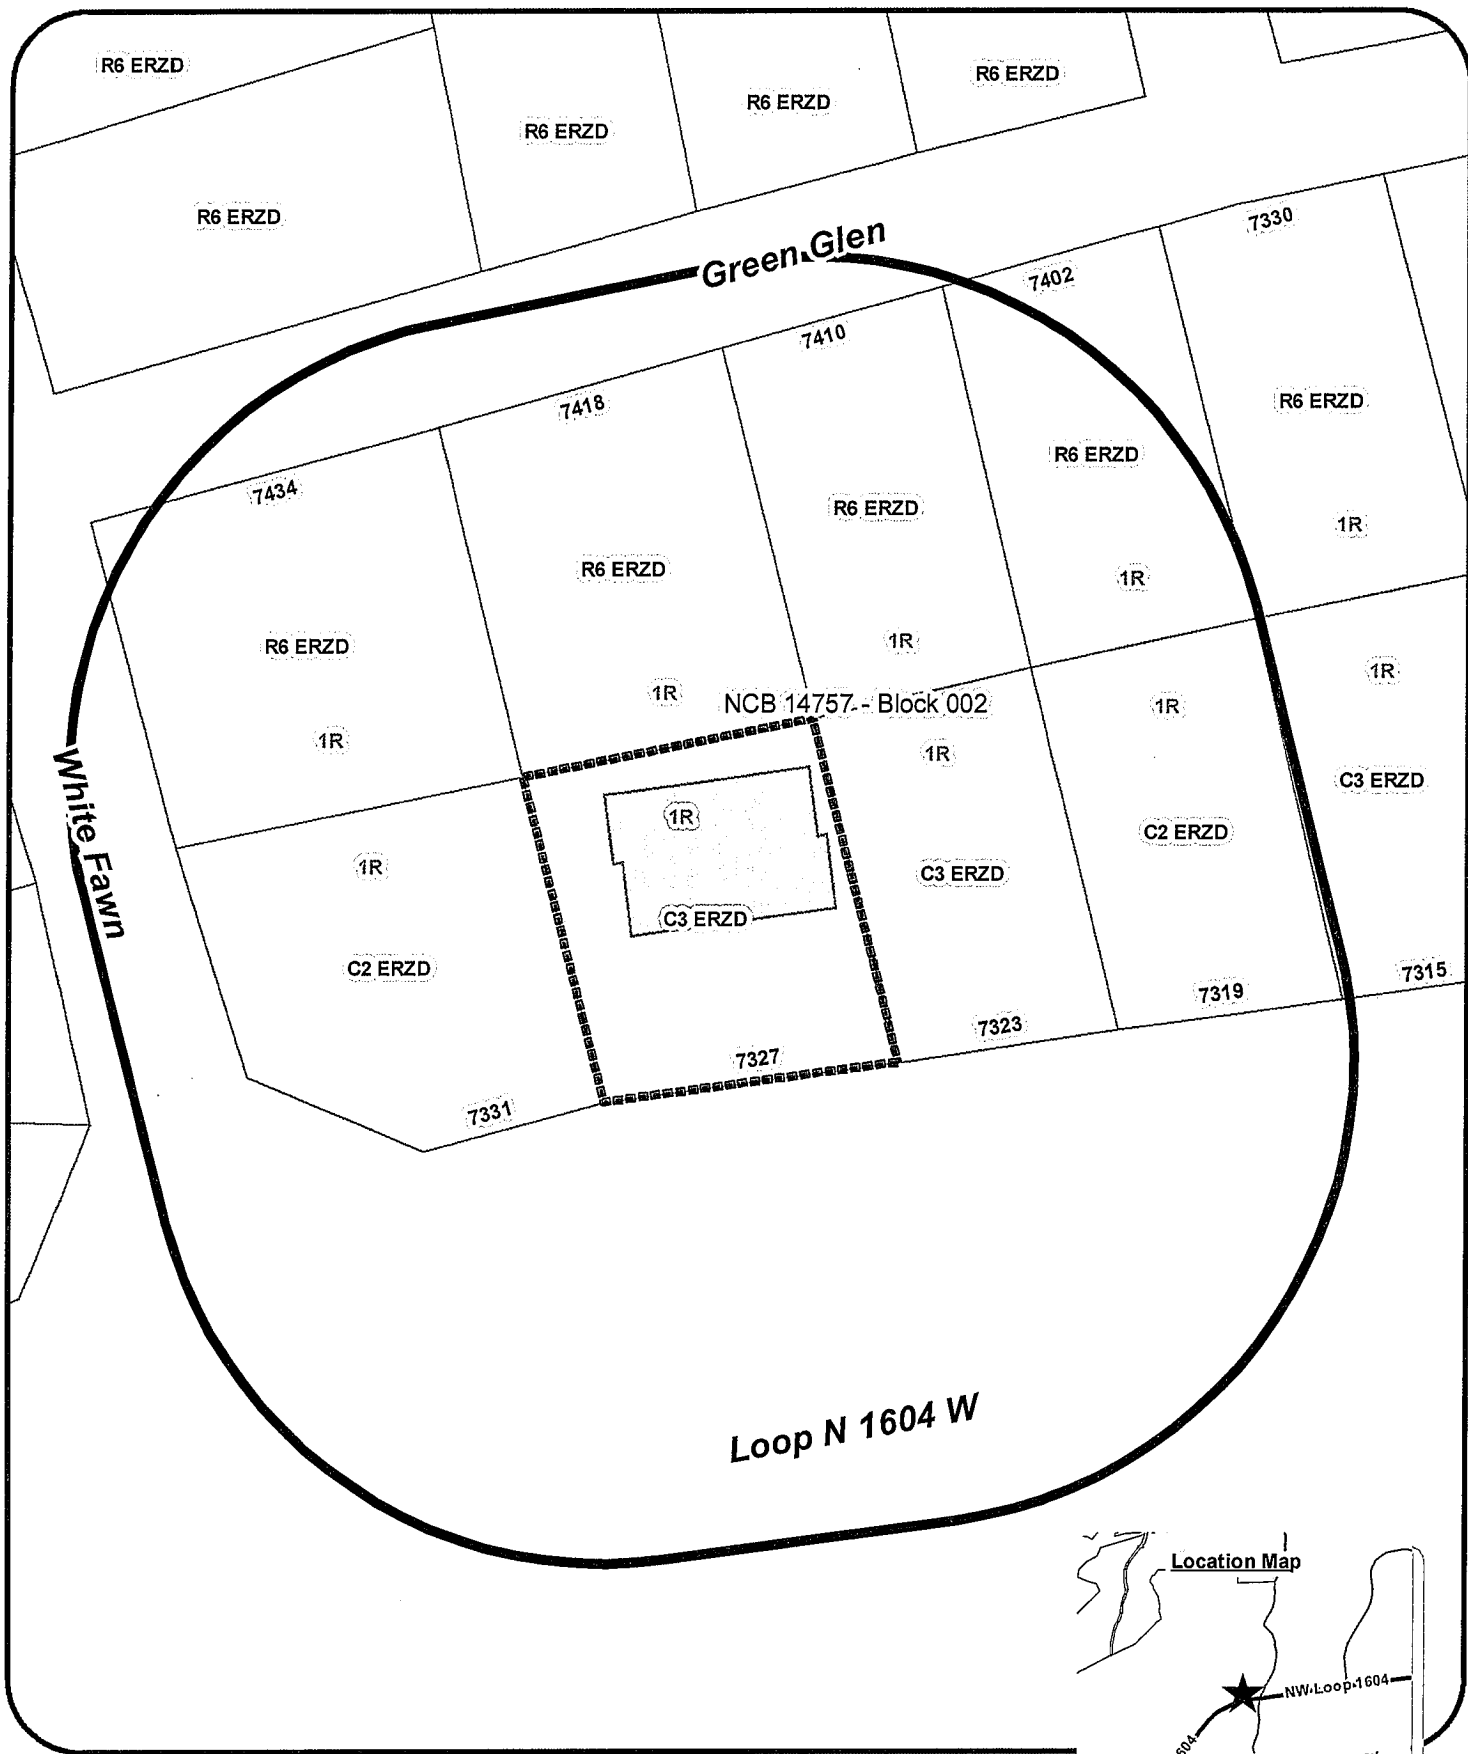 R6 ERZD
R6 ERZD
R6 ERZD
R6 ERZD
R6 ERZD
Green Glen
7330
7402
7410
7418
7434
R6 ERZD
R6 ERZD
R6 ERZD
R6 ERZD
R6 ERZD
1R
1R
1R
1R
1R
NCB 14757 - Block 002
1R
1R
1R
1R
1R
White Fawn
C3 ERZD
C2 ERZD
C3 ERZD
C3 ERZD
C2 ERZD
7315
7319
7323
7327
7331
Loop N 1604 W
Location Map
NW Loop 1604
604